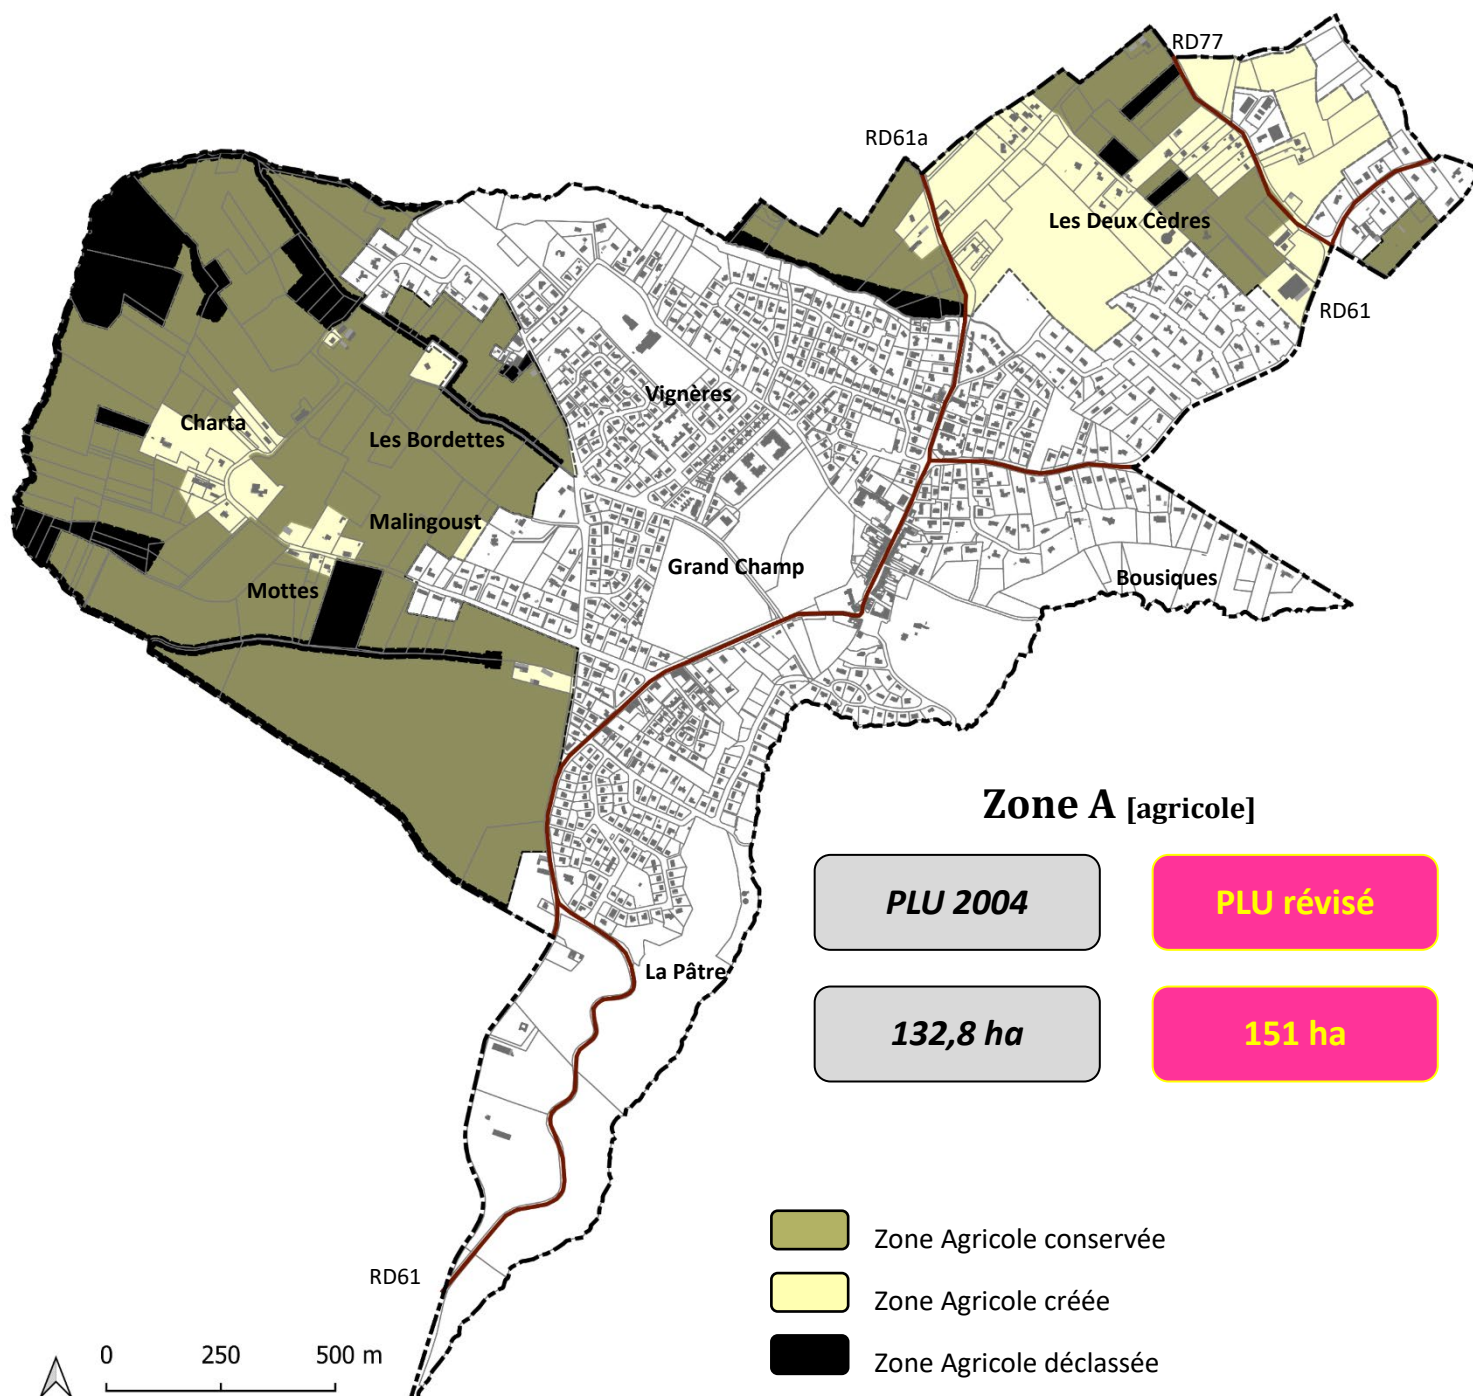 RD77
RD61a
Les Deux Cèdres
RD61
Vignères
Charta
Les Bordettes
Malingoust
Grand Champ
Bousiques
Mottes
Zone A [agricole]
PLU 2004
PLU révisé
La Pâtre
132,8 ha
151 ha
Zone Agricole conservée
RD61
Zone Agricole créée
0 250 500 m
Zone Agricole déclassée